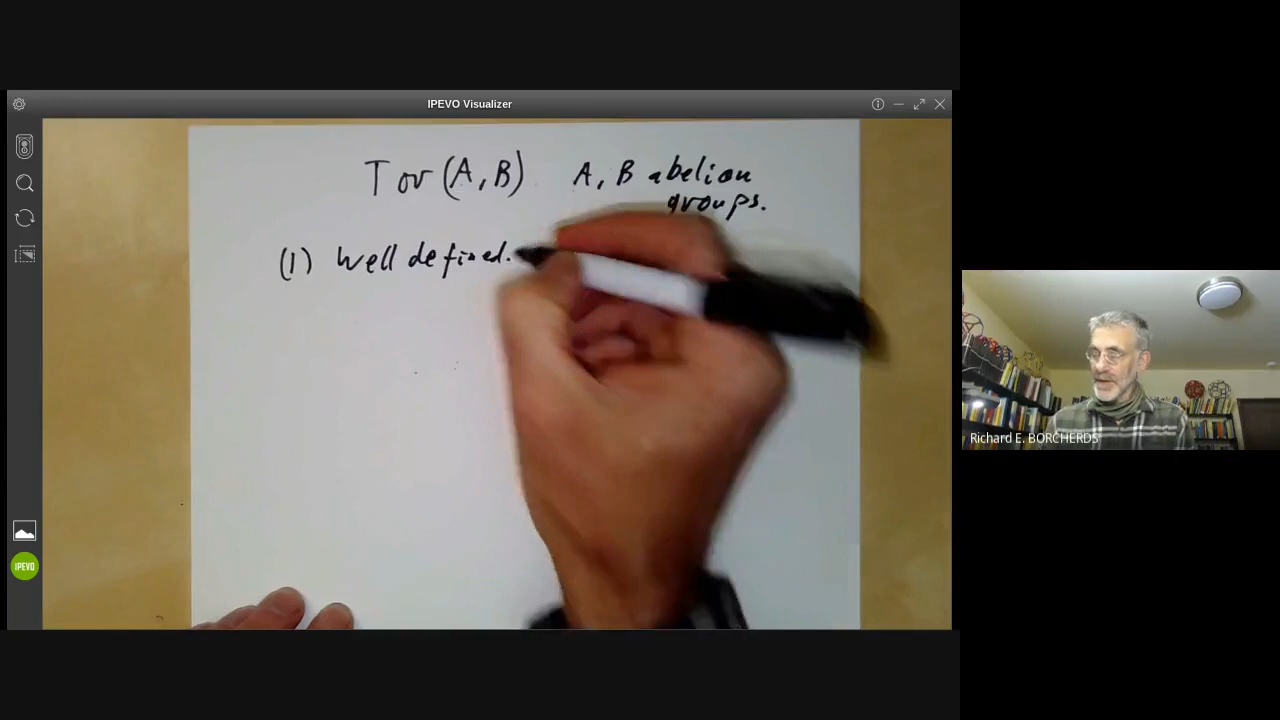 IPEVO Visualizer
Tor (A, B) A, B abelian
groups.
(1) Well defined.
IPEVO
Richard E. BORCHERDS